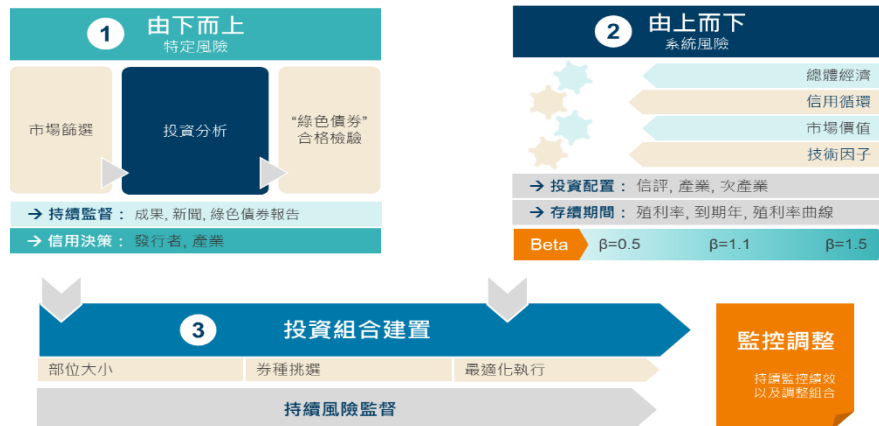 1 由下而上
特定風險
市場篩選
投資分析
“綠色債券”
合格檢驗
→ 持續監督： 成果, 新聞, 綠色債券報告
→ 信用決策： 發行者, 產業
2 由上而下
系統風險
總體經濟
信用循環
市場價值
技術因子
→ 投資配置： 信評, 產業, 次產業
→ 存續期間： 殖利率, 到期年, 殖利率曲線
Beta β=0.5 β=1.1 β=1.5
3 投資組合建置
部位大小 券種挑選 最適化執行
持續風險監督
監控調整
持續監控績效
以及調整組合